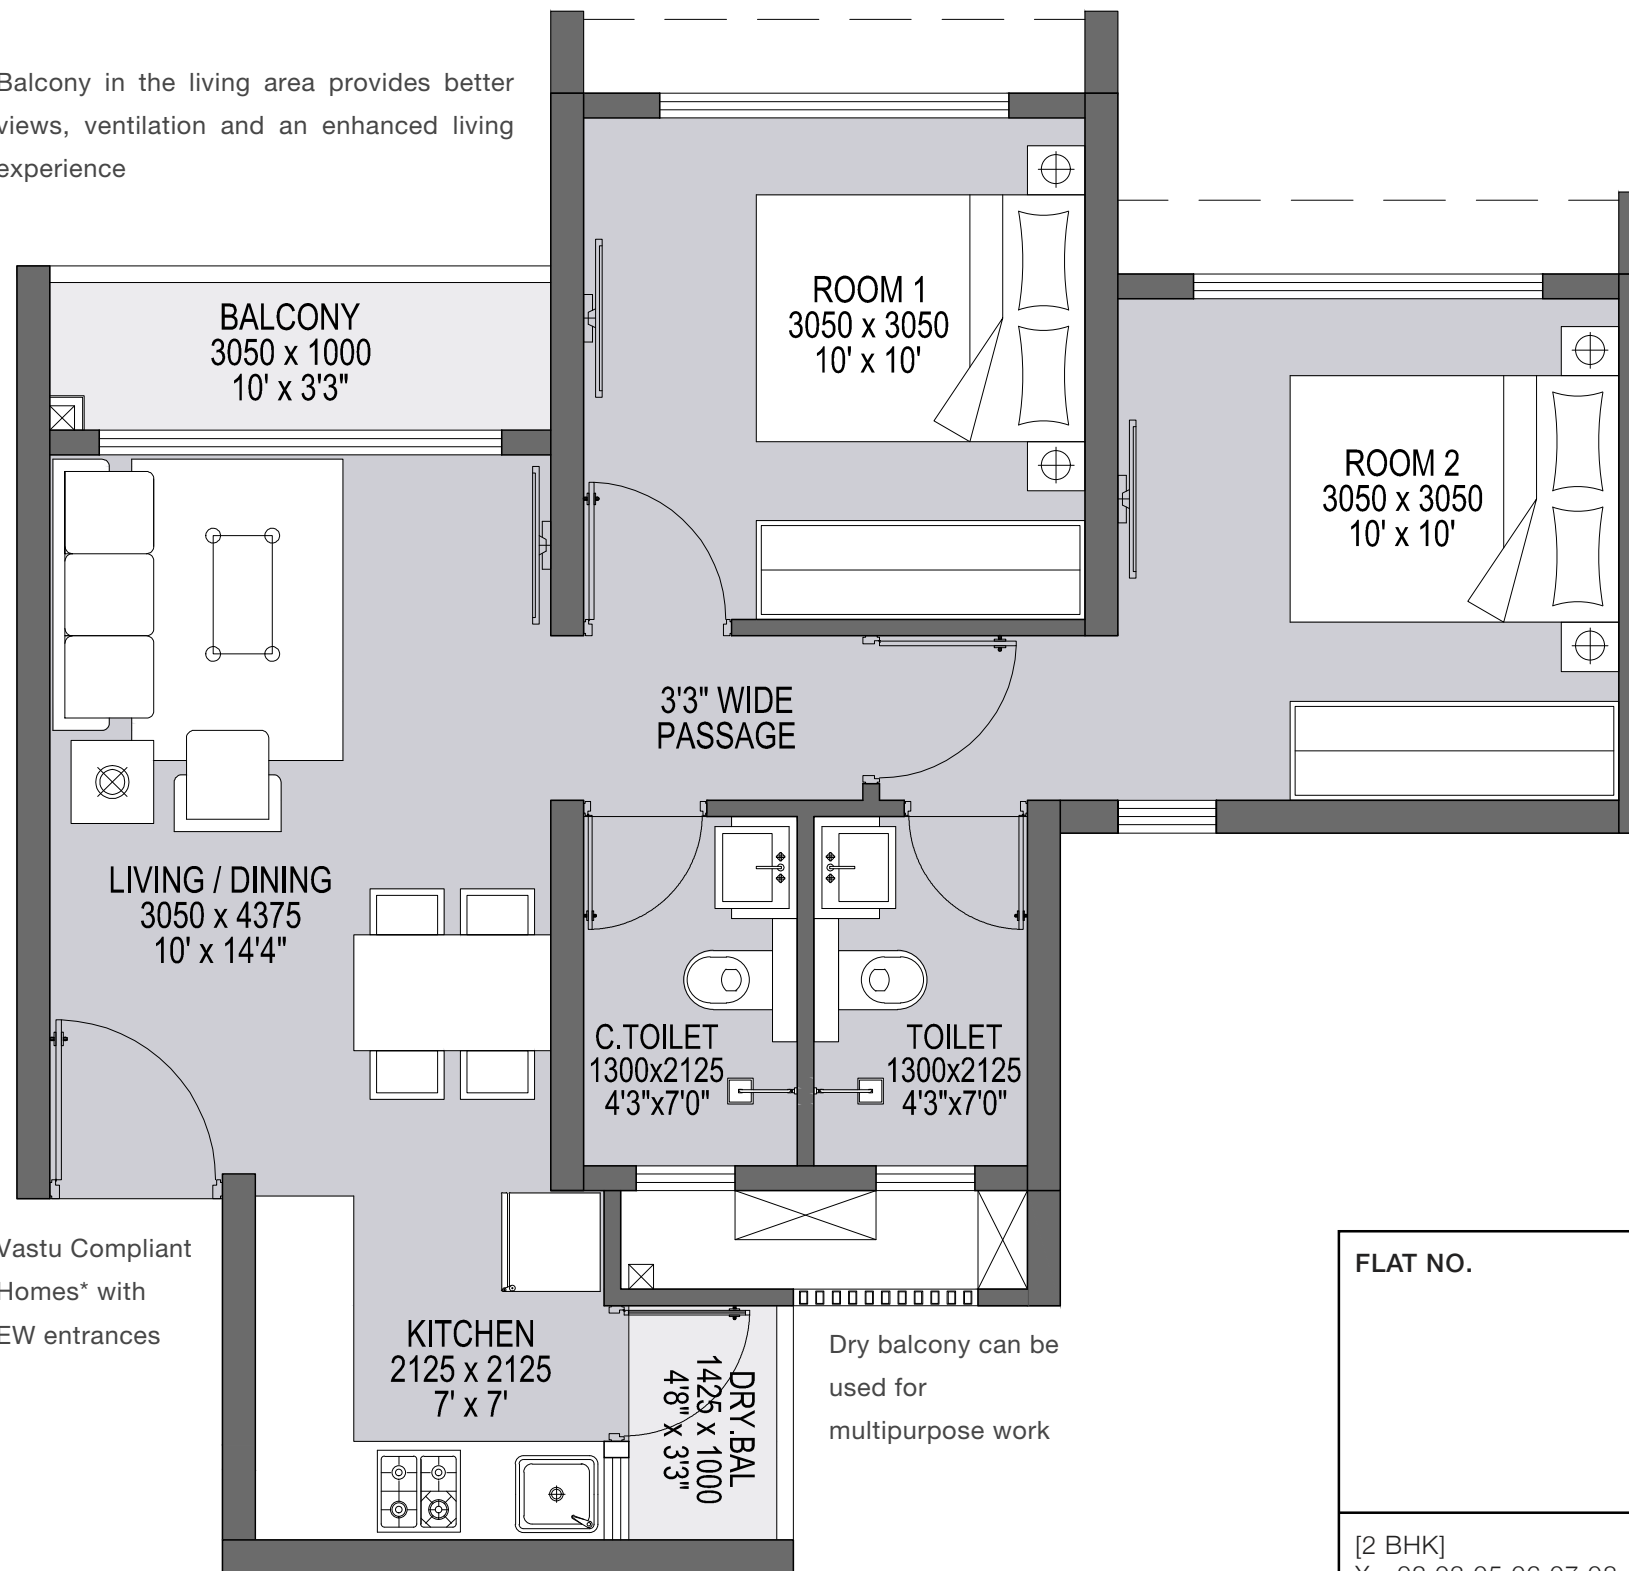 Balcony in the living area provides better
views, ventilation and an enhanced living
experience
BALCONY
3050 x 1000
10' x 3'3"
ROOM 1
3050 x 3050
10' x 10'
ROOM 2
3050 x 3050
10' x 10'
3'3" WIDE
PASSAGE
LIVING / DINING
3050 x 4375
10' x 14'4"
C.TOILET
1300x2125
4'3"x7'0"
TOILET
1300x2125
4'3"x7'0"
Vastu Compliant
Homes* with
EW entrances
KITCHEN
2125 x 2125
7' x 7'
DRY.BAL
1425 x 1000
4'8" x 3'3"
Dry balcony can be
used for
multipurpose work
FLAT NO.
[2 BHK]